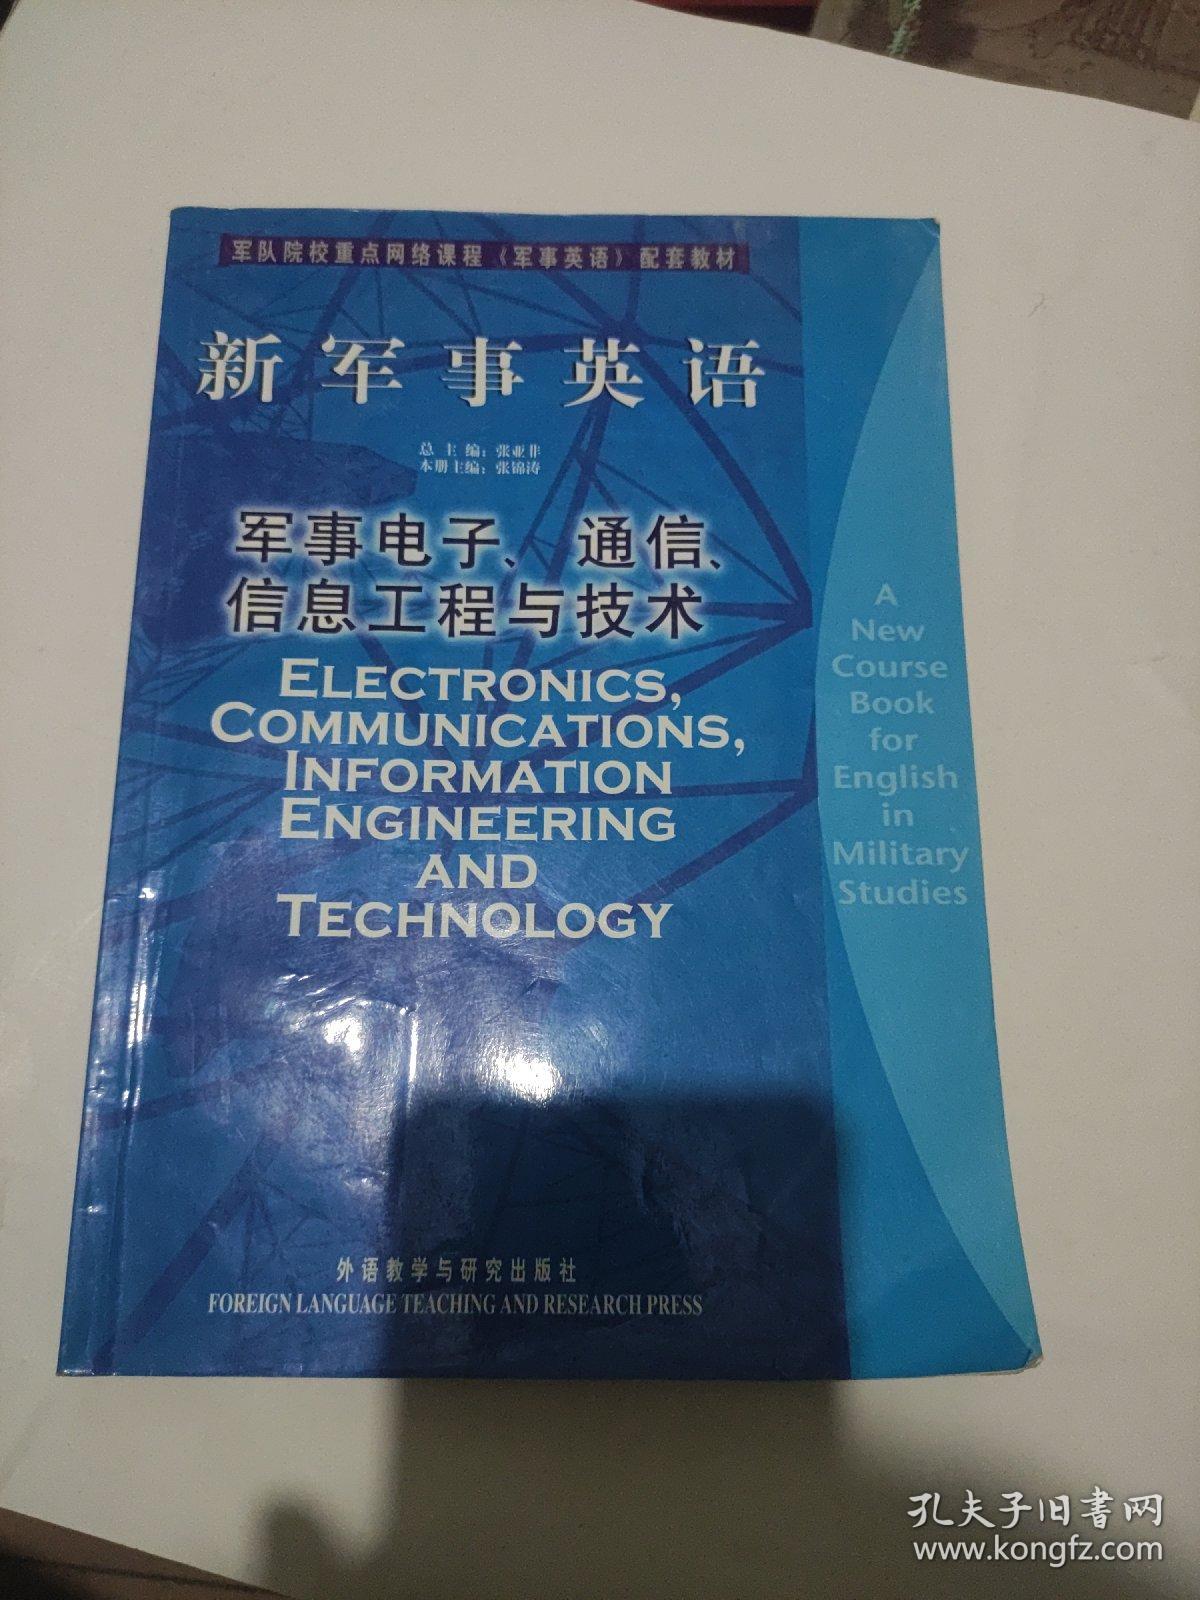 军队院校重点网络课程《军事英语》配套教材
新军事英语
总主编：张亚非
本册主编：张锦涛
军事电子、通信、
信息工程与技术
ELECTRONICS,
COMMUNICATIONS,
INFORMATION
ENGINEERING
AND
TECHNOLOGY
A
New
Course
Book
for
English
in
Military
Studies
外语教学与研究出版社
FOREIGN LANGUAGE TEACHING AND RESEARCH PRESS
孔夫子旧书网
www.kongfz.com